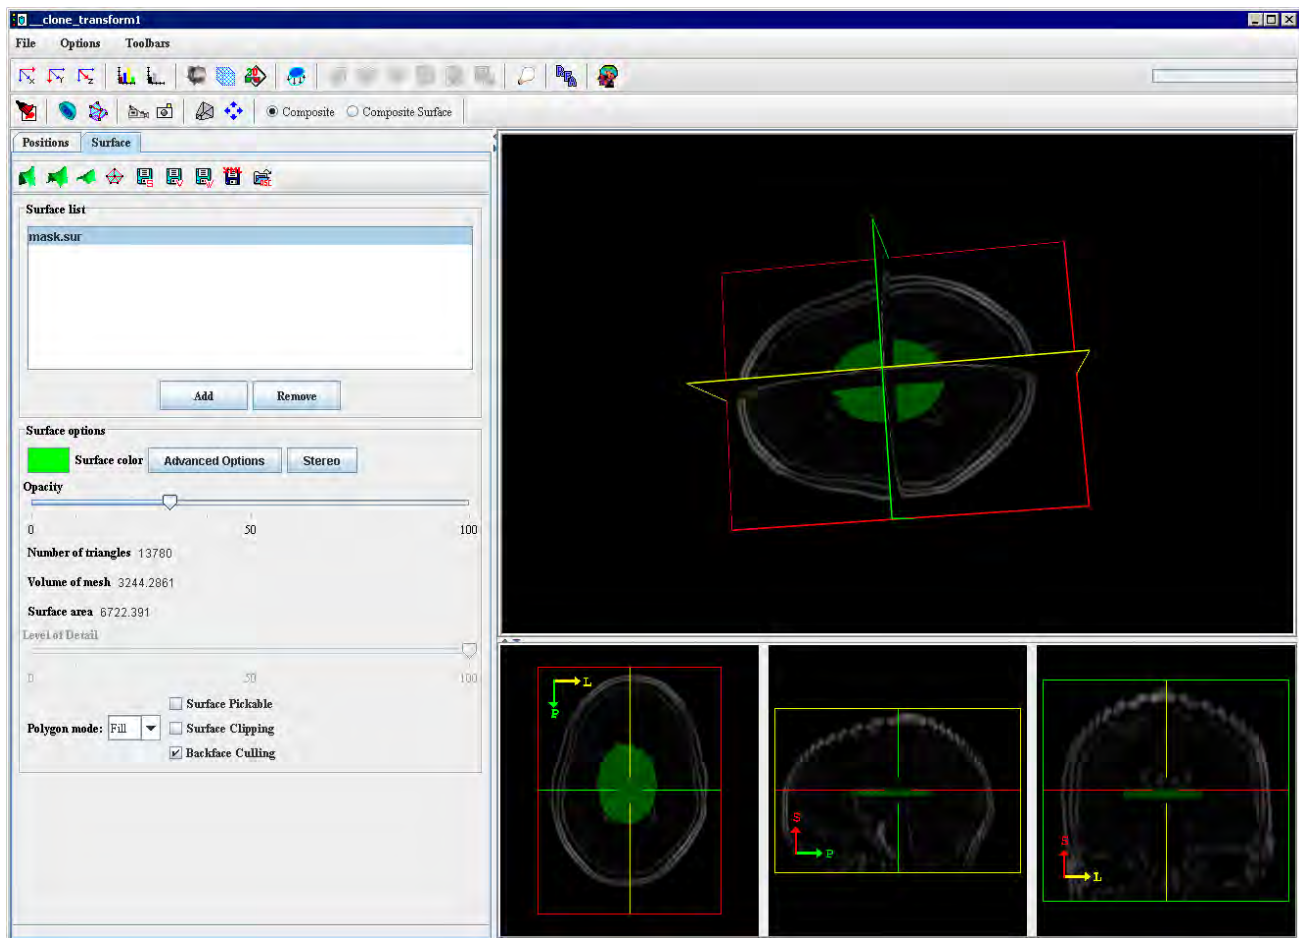 __clone_transform1
File Options Toolbars
Composite Composite Surface
Positions Surface
Surface list
mask.sur
Add Remove
Surface options
Surface color Advanced Options Stereo
Opacity
0 50 100
Number of triangles 13780
Volume of mesh 3244.2861
Surface area 6722.391
Level of Detail
0 50 100
Surface Pickable
Polygon mode: Fill Surface Clipping
Backface Culling
L
P
S
P
S
L